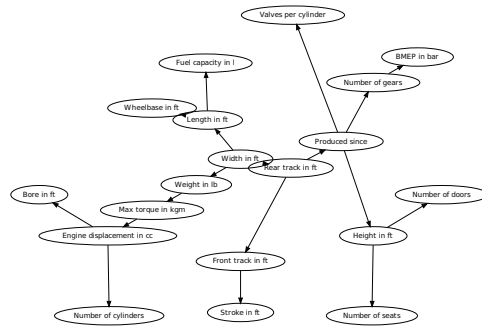 Valves per cylinder
BMEP in bar
Fuel capacity in l
Number of gears
Wheelbase in ft
Length in ft
Produced since
Width in ft
Rear track in ft
Weight in lb
Bore in ft
Number of doors
Max torque in kgm
Engine displacement in cc
Height in ft
Front track in ft
Stroke in ft
Number of cylinders
Number of seats